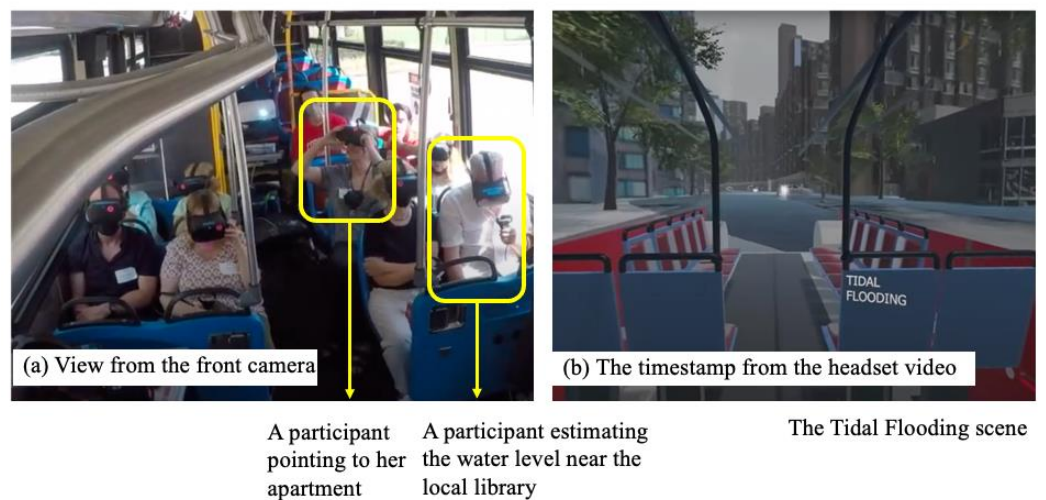 (a) View from the front camera
TIDAL
FLOODING
(b) The timestamp from the headset video
A participant
pointing to her
apartment
A participant estimating
the water level near the
local library
The Tidal Flooding scene